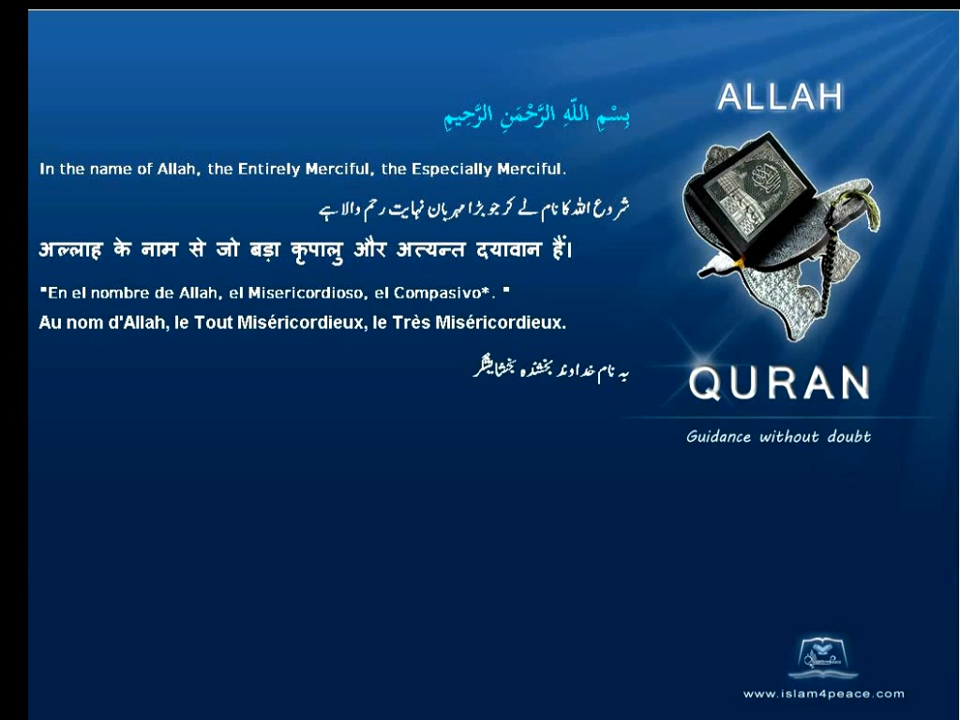 بِسْمِ اللَّهِ الرَّحْمَنِ الرَّحِيمِ
In the name of Allah, the Entirely Merciful, the Especially Merciful.
شروع اللہ کا نام لے کر جو بڑا مہربان نہایت رحم والا ہے
अल्लाह के नाम से जो बड़ा कृपालु और अत्यन्त दयावान हैं।
"En el nombre de Allah, el Misericordioso, el Compasivo*. "
Au nom d'Allah, le Tout Miséricordieux, le Très Miséricordieux.
به نام خداوند بخشنده بخشایشگر
ALLAH
QURAN
Guidance without doubt
www.islam4peace.com